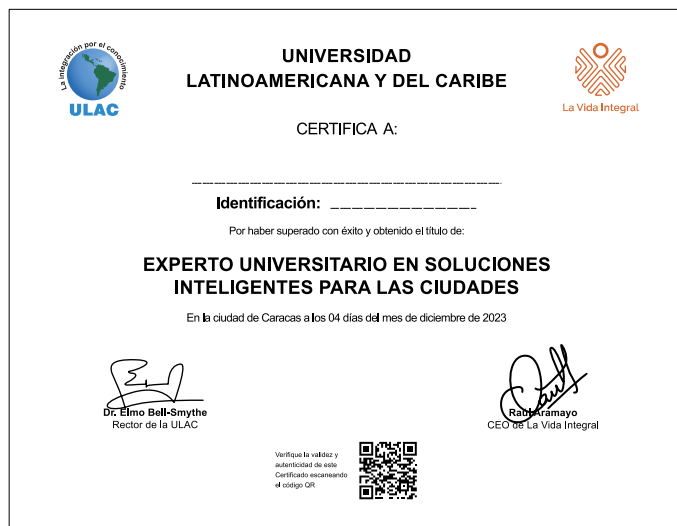 La integración por el conocimiento
ULAC
UNIVERSIDAD
LATINOAMERICANA Y DEL CARIBE
La Vida Integral
CERTIFICA A:
Identificación:
Por haber superado con éxito y obtenido el título de:
EXPERTO UNIVERSITARIO EN SOLUCIONES
INTELIGENTES PARA LAS CIUDADES
En la ciudad de Caracas a los 04 días del mes de diciembre de 2023
Dr. Elmo Bell-Smythe
Rector de la ULAC
Raúl Aramayo
CEO de La Vida Integral
Verifique la validez y
autenticidad de este
Certificado escaneando
el código QR